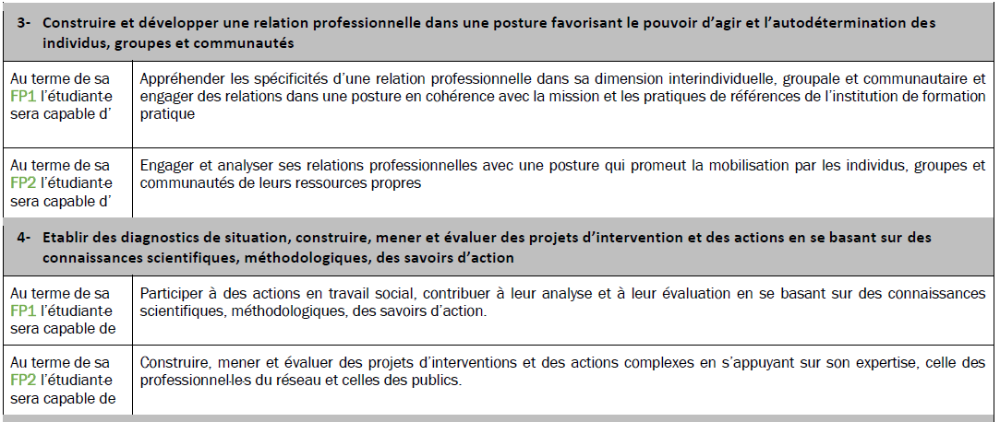 3- Construire et développer une relation professionnelle dans une posture favorisant le pouvoir d’agir et l’autodétermination des
individus, groupes et communautés
Au terme de sa
FP1 l’étudiant·e
sera capable d’
Appréhender les spécificités d’une relation professionnelle dans sa dimension interindividuelle, groupale et communautaire et
engager des relations dans une posture en cohérence avec la mission et les pratiques de références de l’institution de formation
pratique
Au terme de sa
FP2 l’étudiant·e
sera capable d’
Engager et analyser ses relations professionnelles avec une posture qui promeut la mobilisation par les individus, groupes et
communautés de leurs ressources propres
4- Etablir des diagnostics de situation, construire, mener et évaluer des projets d’intervention et des actions en se basant sur des
connaissances scientifiques, méthodologiques, des savoirs d’action
Au terme de sa
FP1 l’étudiant·e
sera capable de
Participer à des actions en travail social, contribuer à leur analyse et à leur évaluation en se basant sur des connaissances
scientifiques, méthodologiques, des savoirs d’action.
Au terme de sa
FP2 l’étudiant·e
sera capable de
Construire, mener et évaluer des projets d’interventions et des actions complexes en s’appuyant sur son expertise, celle des
professionnel·les du réseau et celles des publics.